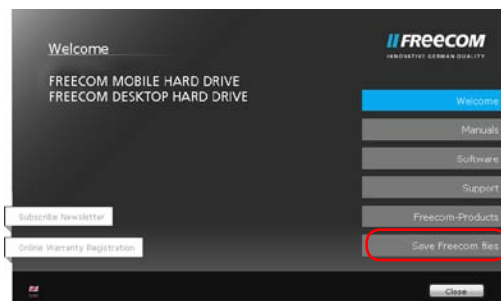 Welcome
FREECOM MOBILE HARD DRIVE
FREECOM DESKTOP HARD DRIVE
FREECOM
INNOVATIVE GERMAN QUALITY
Welcome
Manuals
Software
Support
Freecom-Products
Save Freecom files
Subscribe Newsletter
Online Warranty Registration
Close